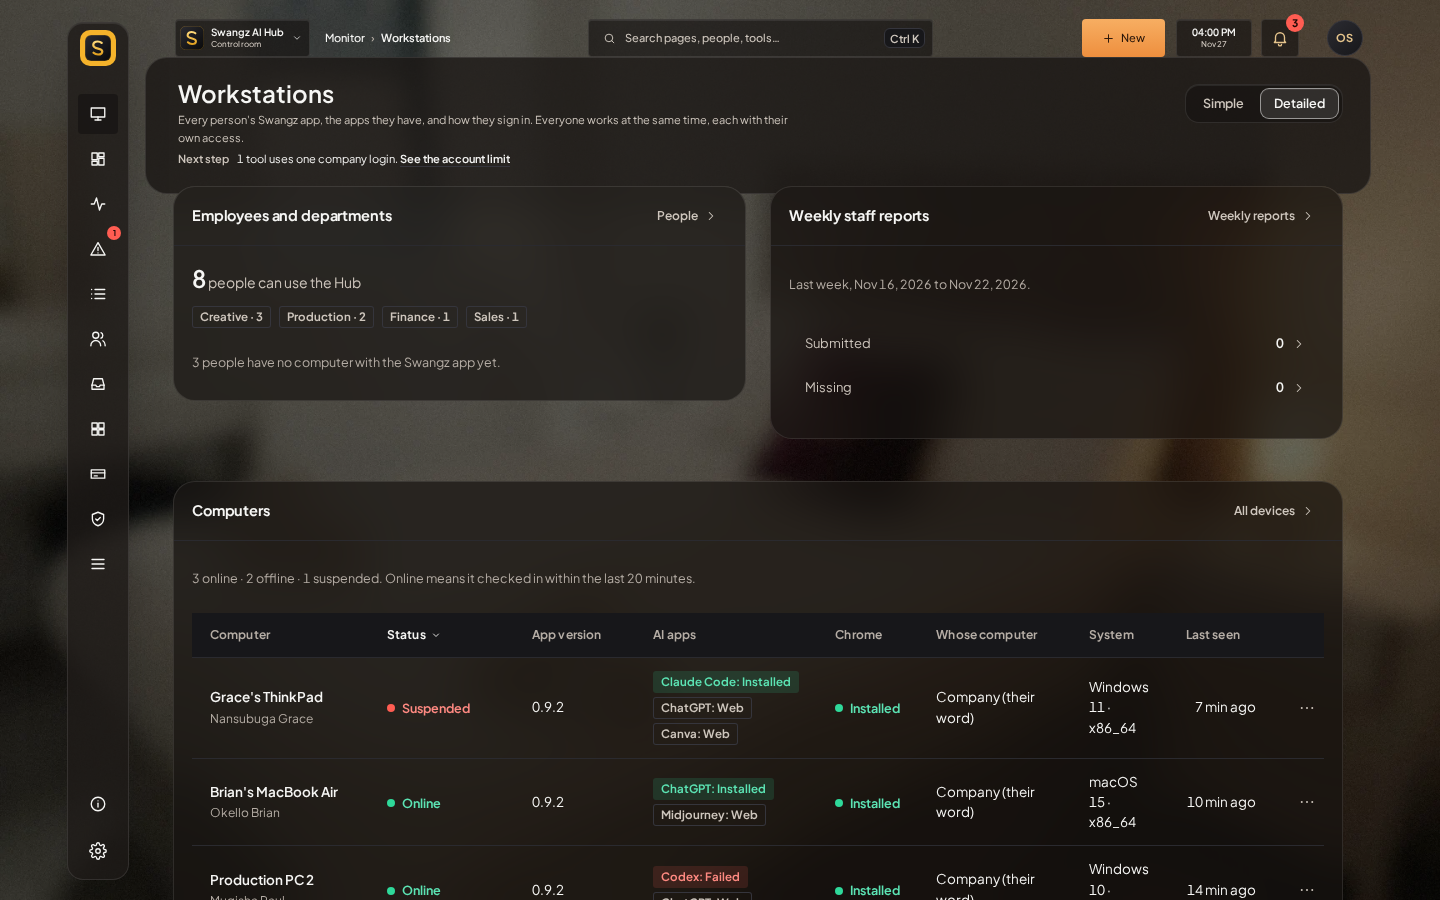 S
Swangz AI Hub
Control room
Monitor › Workstations
Search pages, people, tools...
Ctrl K
+ New
04:00 PM
Nov 27
3
OS
Workstations
Every person's Swangz app, the apps they have, and how they sign in. Everyone works at the same time, each with their
own access.
Next step 1 tool uses one company login. See the account limit
Simple
Detailed
1
Employees and departments
People
8 people can use the Hub
Creative · 3
Production · 2
Finance · 1
Sales · 1
3 people have no computer with the Swangz app yet.
Weekly staff reports
Weekly reports
Last week, Nov 16, 2026 to Nov 22, 2026.
Submitted 0
Missing 0
Computers
All devices
3 online · 2 offline · 1 suspended. Online means it checked in within the last 20 minutes.
Computer Status App version AI apps Chrome Whose computer System Last seen
Grace's ThinkPad
Nansubuga Grace
Suspended
0.9.2
Claude Code: Installed
ChatGPT: Web
Canva: Web
Installed
Company (their
word)
Windows
11 ·
x86_64
7 min ago
Brian's MacBook Air
Okello Brian
Online
0.9.2
ChatGPT: Installed
Midjourney: Web
Installed
Company (their
word)
macOS
15 ·
x86_64
10 min ago
Production PC 2
Online
0.9.2
Codex: Failed
Installed
Company (their
Windows
10 ·
14 min ago